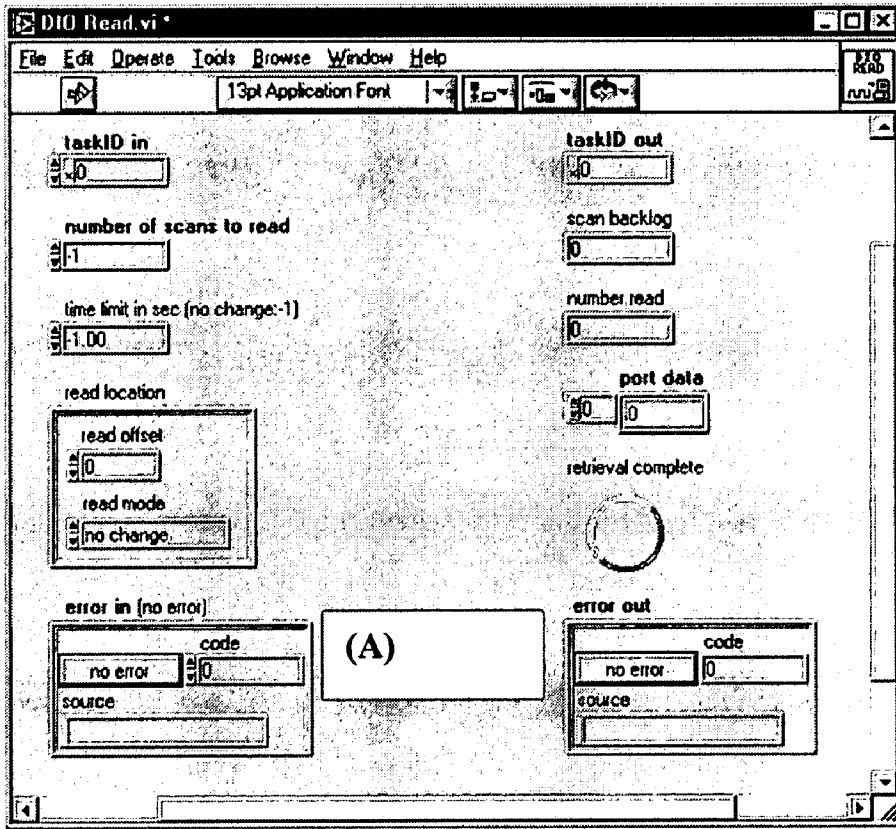 DIO Read.vi *
File Edit Operate Tools Browse Window Help
DIO
READ
13pt Application Font
taskID in
x0
taskID out
x0
number of scans to read
-1
scan backlog
0
time limit in sec (no change:-1)
-1.00
number read
0
read location
read offset
0
read mode
no change
port data
0
0
retrieval complete
error in (no error)
code
no error
0
source
(A)
error out
code
no error
0
source